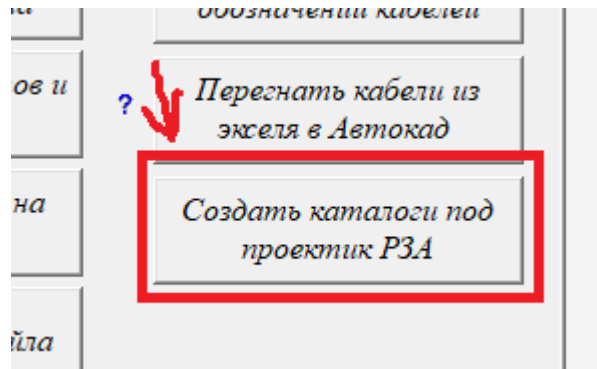 обозначений кабелей
ов и
?
Перегнать кабели из
экселя в Автокад
на
Создать каталоги под
проектик РЗА
йла